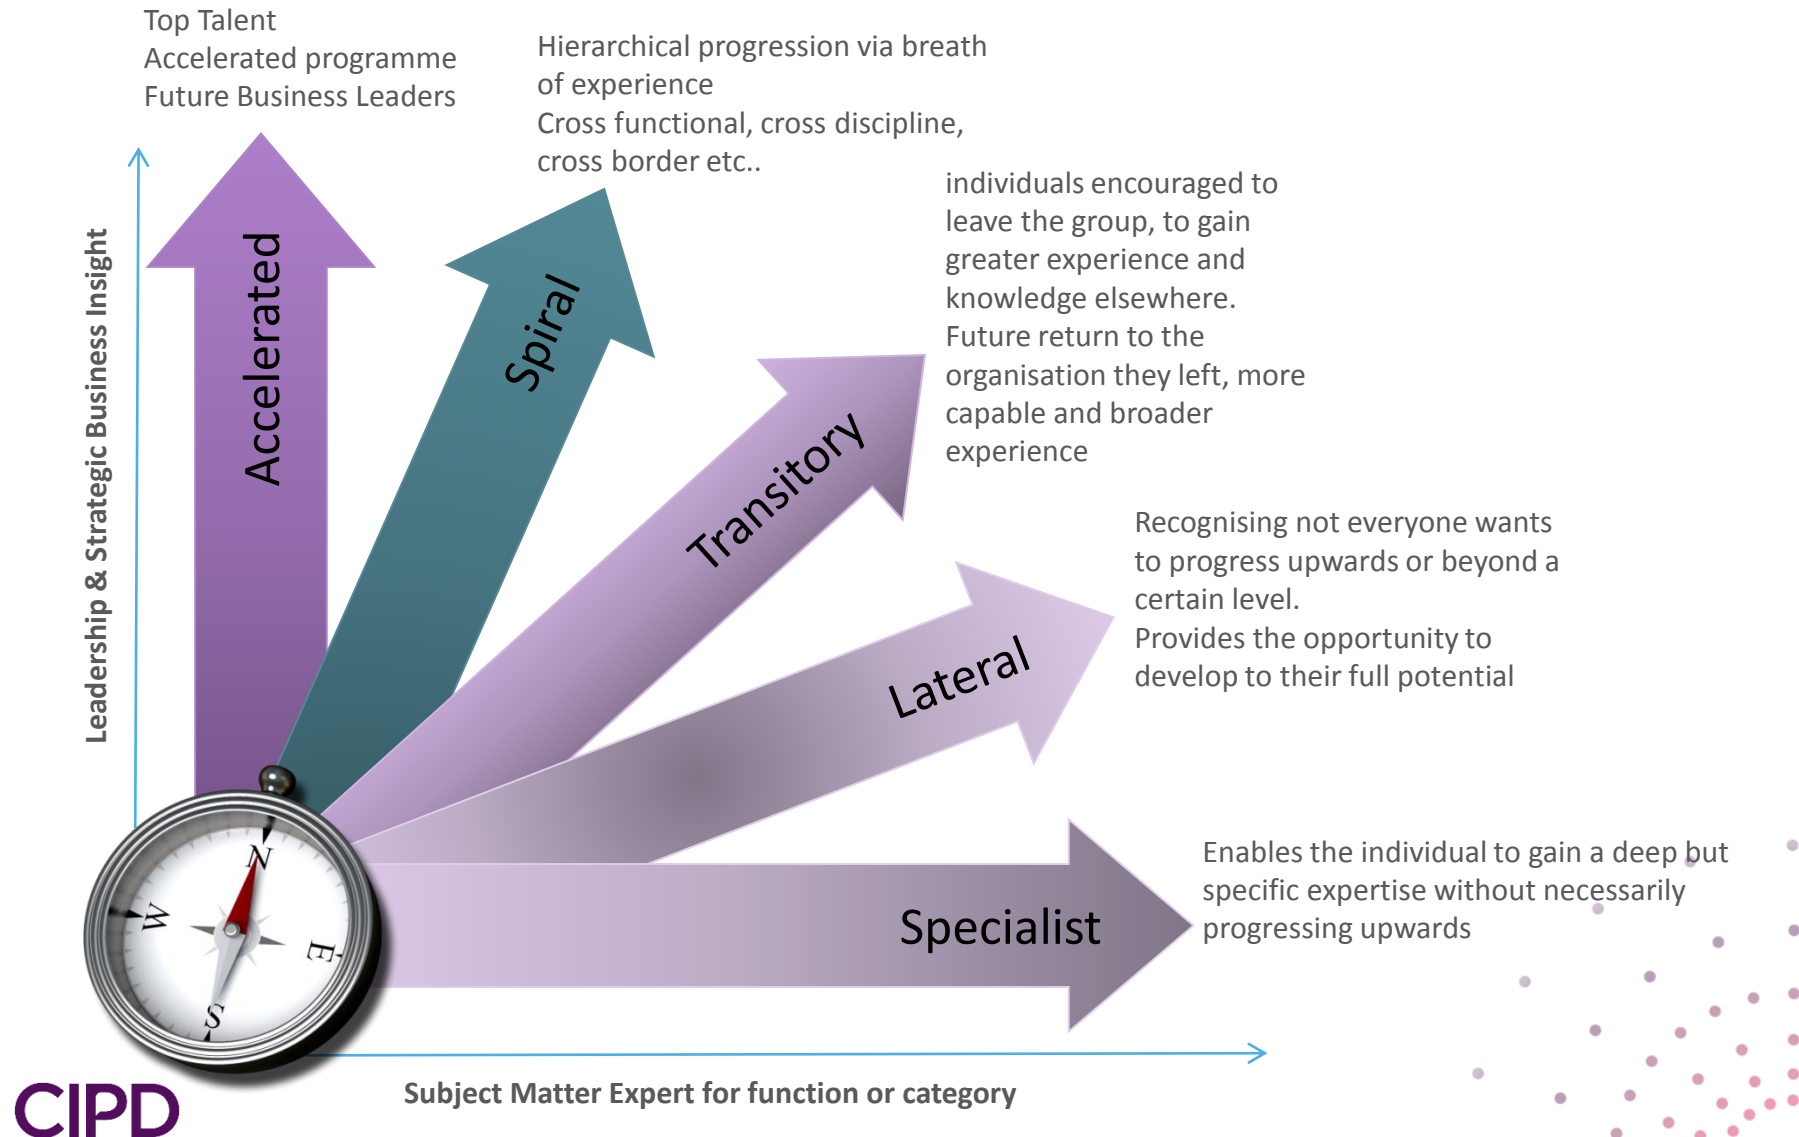 Top Talent
Accelerated programme
Future Business Leaders
Hierarchical progression via breath
of experience
Cross functional, cross discipline,
cross border etc..
individuals encouraged to
leave the group, to gain
greater experience and
knowledge elsewhere.
Future return to the
organisation they left, more
capable and broader
experience
Recognising not everyone wants
to progress upwards or beyond a
certain level.
Provides the opportunity to
develop to their full potential
Enables the individual to gain a deep but
specific expertise without necessarily
progressing upwards
Leadership & Strategic Business Insight
Accelerated
Spiral
Transitory
Lateral
Specialist
N
W
E
S
Subject Matter Expert for function or category
CIPD